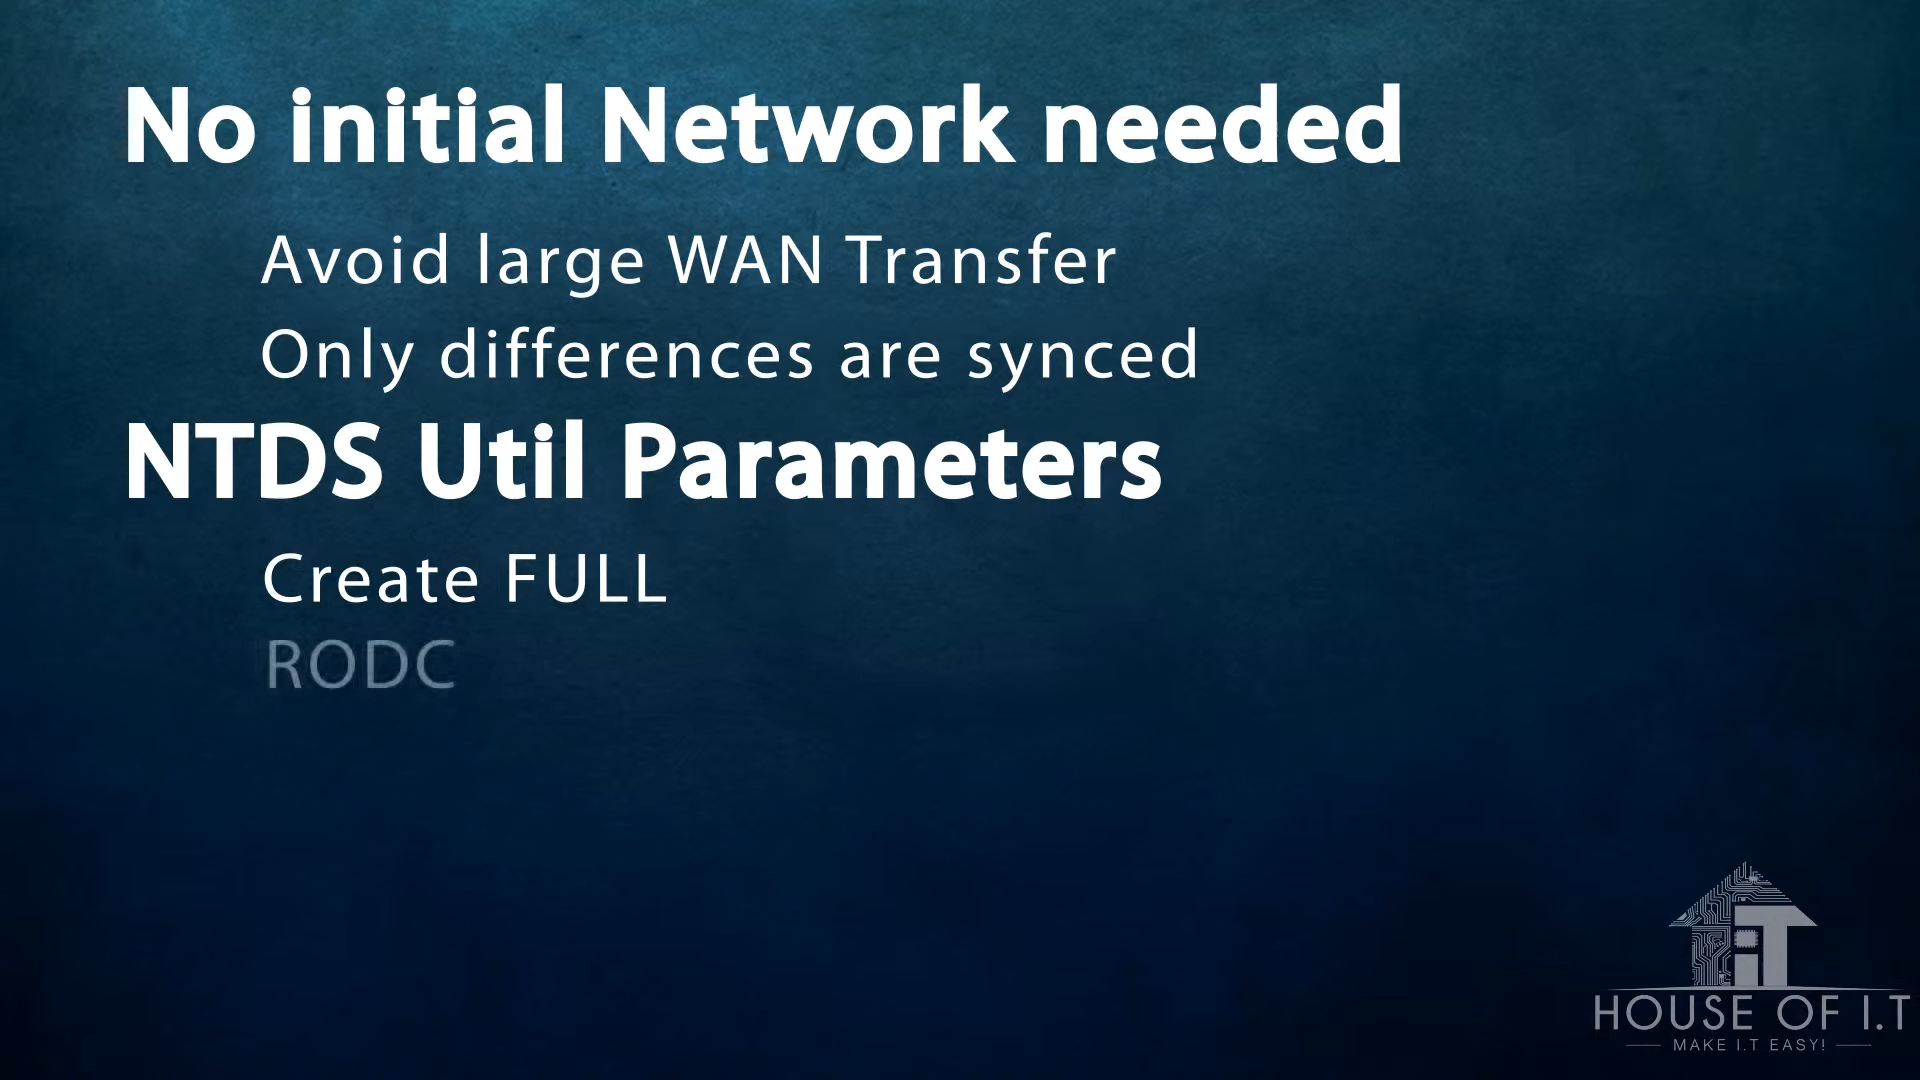 No initial Network needed
Avoid large WAN Transfer
Only differences are synced
NTDS Util Parameters
Create FULL
RODC
iT
HOUSE OF I.T
MAKE I.T EASY!